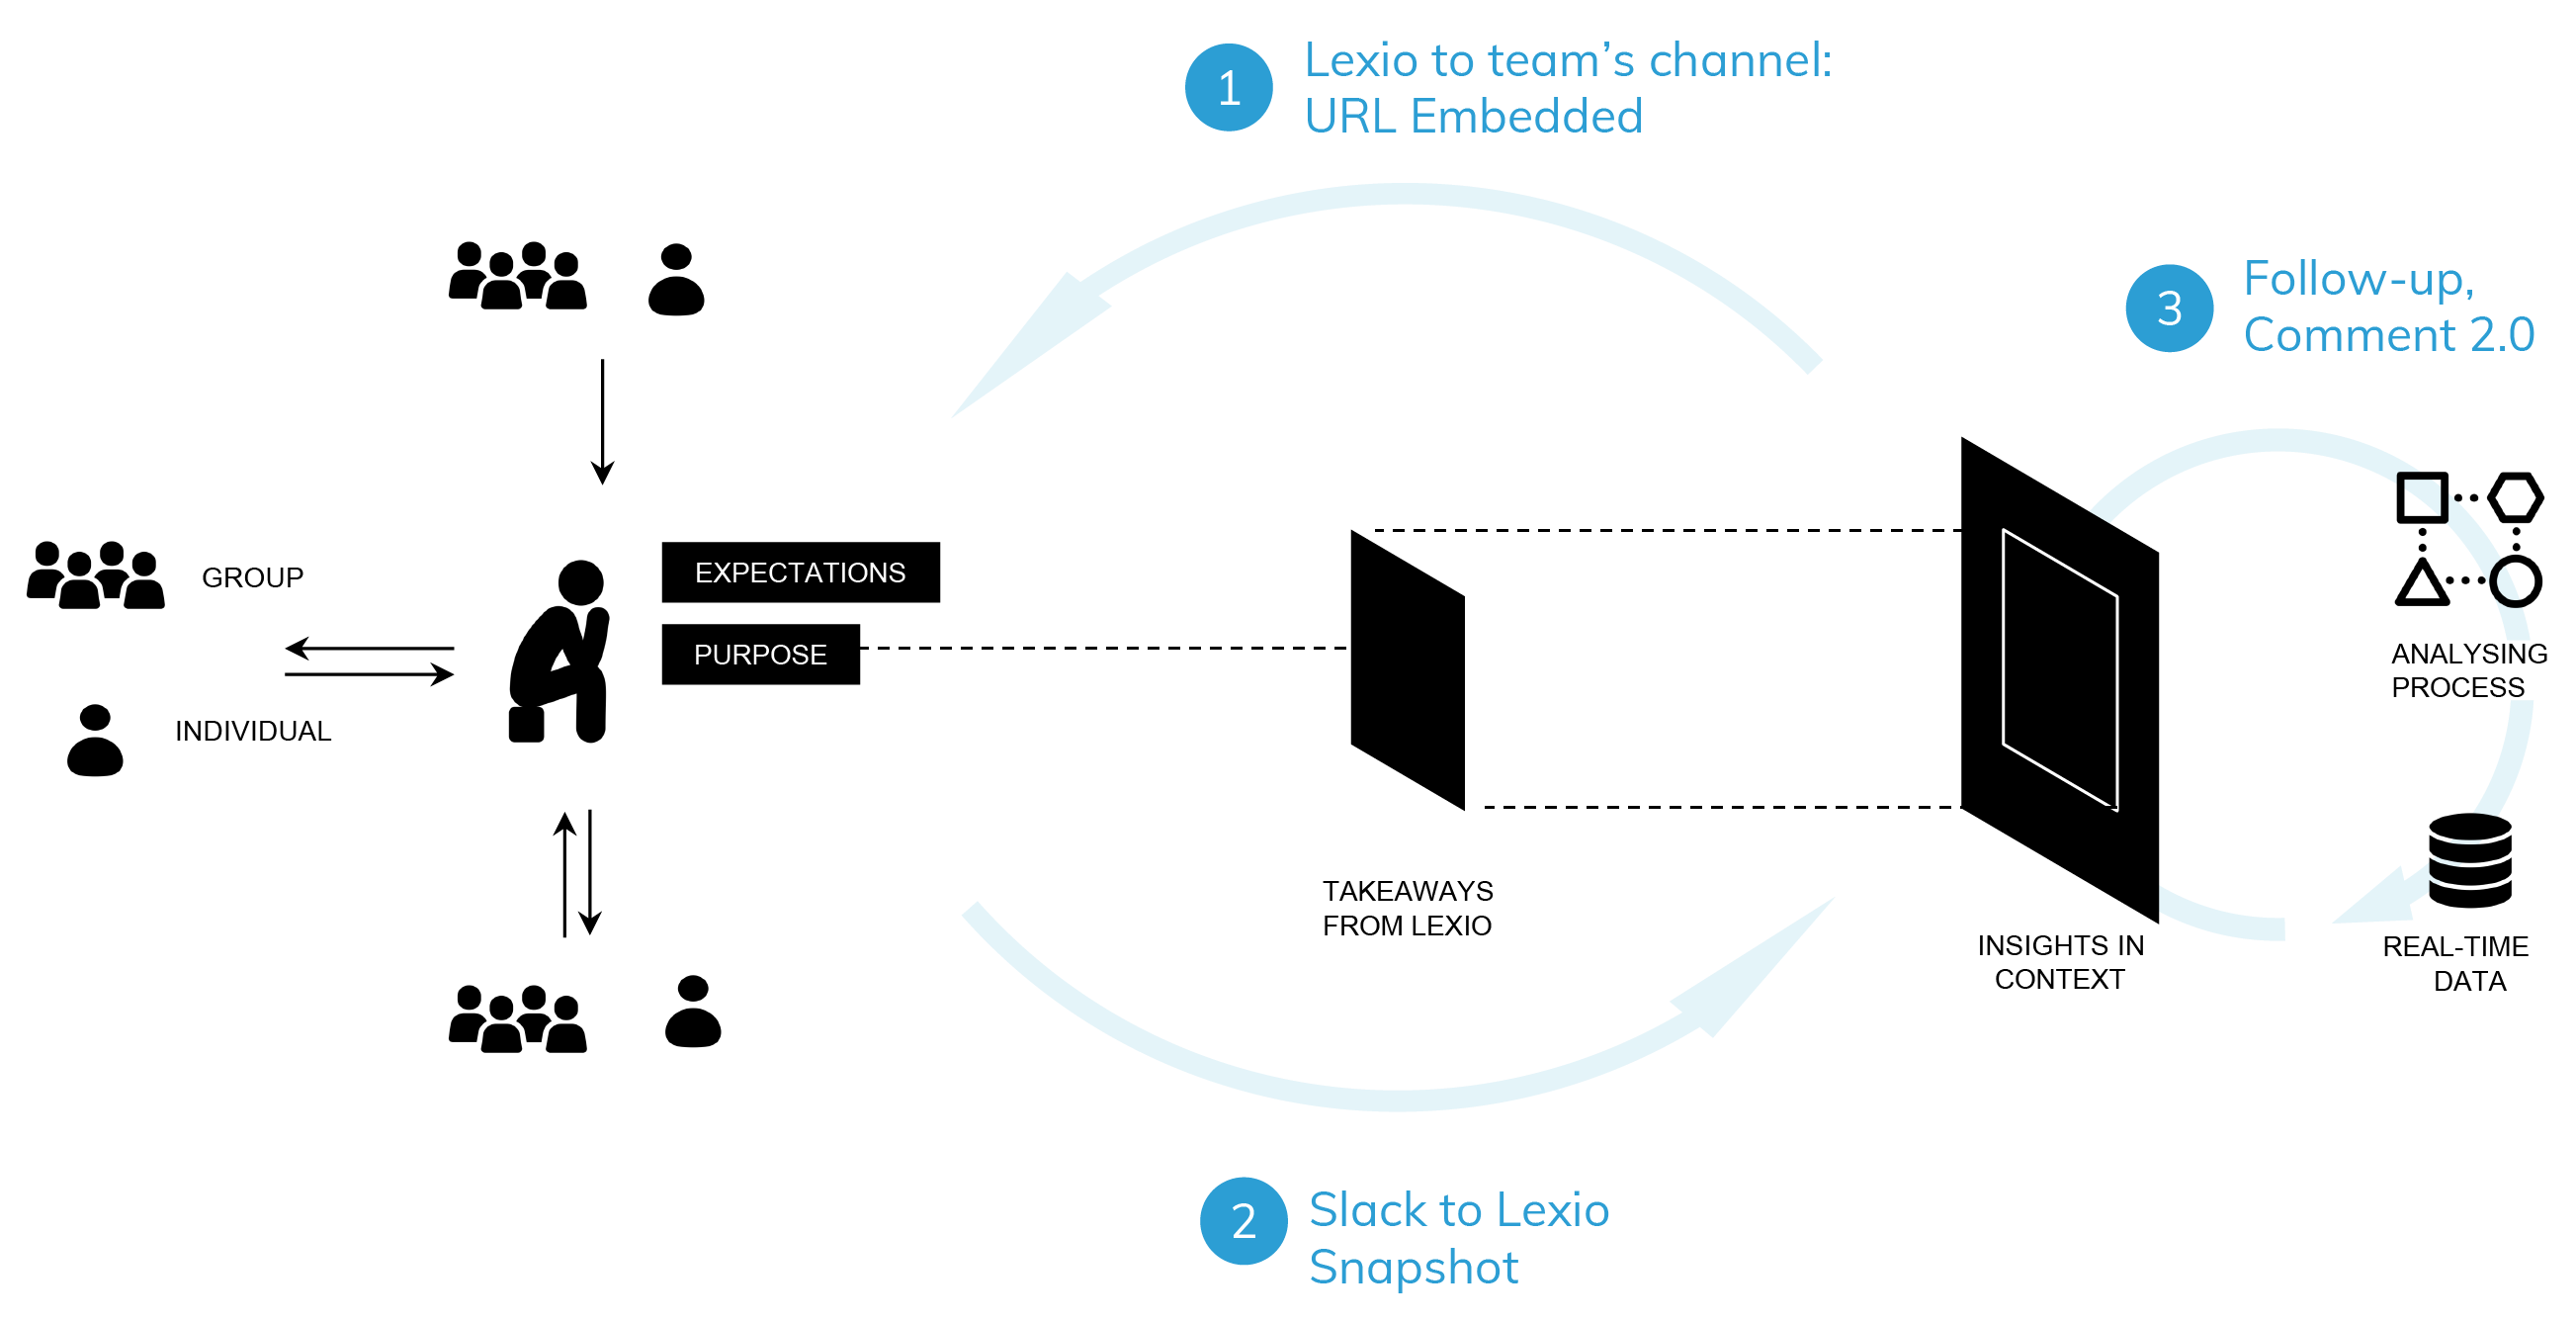 1
Lexio to team’s channel:
URL Embedded
3
Follow-up,
Comment 2.0
GROUP
INDIVIDUAL
EXPECTATIONS
PURPOSE
TAKEAWAYS
FROM LEXIO
INSIGHTS IN
CONTEXT
ANALYSING
PROCESS
REAL-TIME
DATA
2
Slack to Lexio
Snapshot